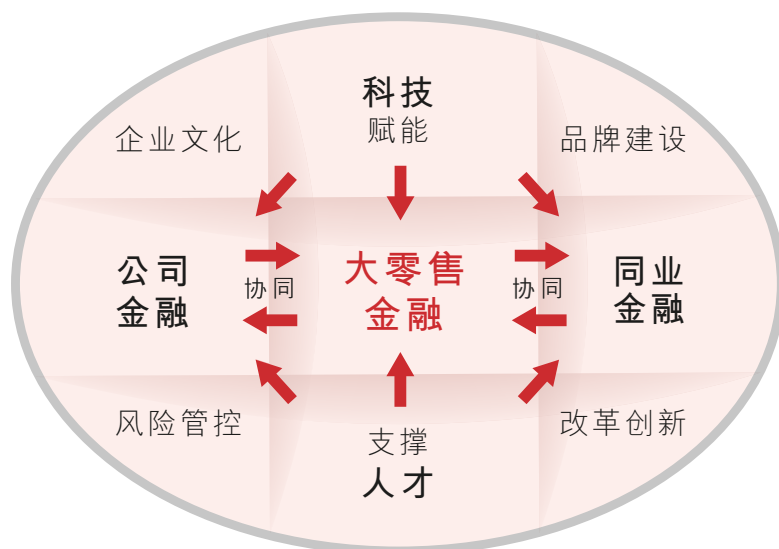 科技
赋能
企业文化
品牌建设
公司
金融
协同
大零售
金融
协同
同业
金融
风险管控
支撑
人才
改革创新